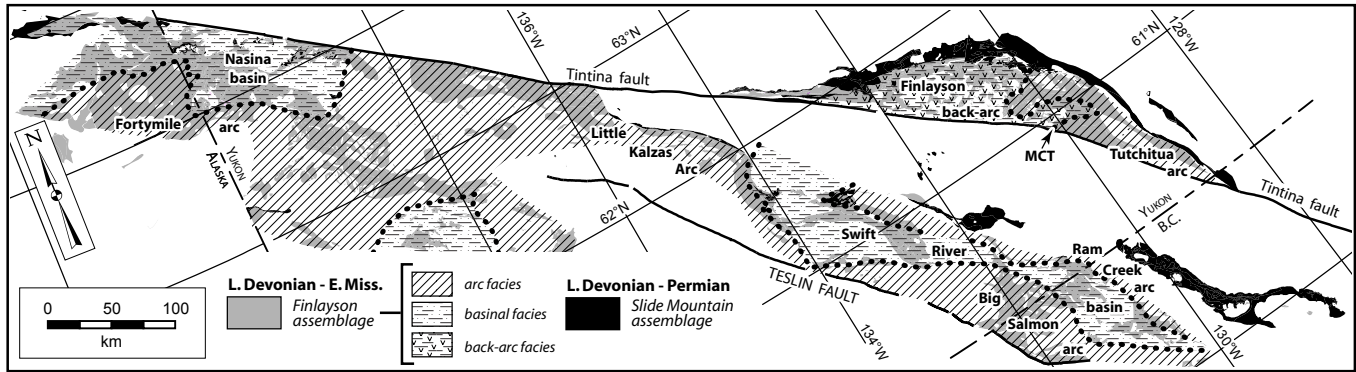 136°W
63°N
61°N
128°W
Nasina
basin
Tintina fault
Finlayson
back-arc
Fortymile
arc
Little
Kalzas
Arc
MCT
Tutchitua
arc
N
YUKON
ALASKA
62°N
YUKON
B.C.
Tintina fault
Swift
River
Ram
Creek
arc
basin
TESLIN FAULT
Big
Salmon
arc
134°W
130°W
0 50 100
km
L. Devonian - E. Miss.
Finlayson
assemblage
arc facies
basinal facies
back-arc facies
L. Devonian - Permian
Slide Mountain
assemblage